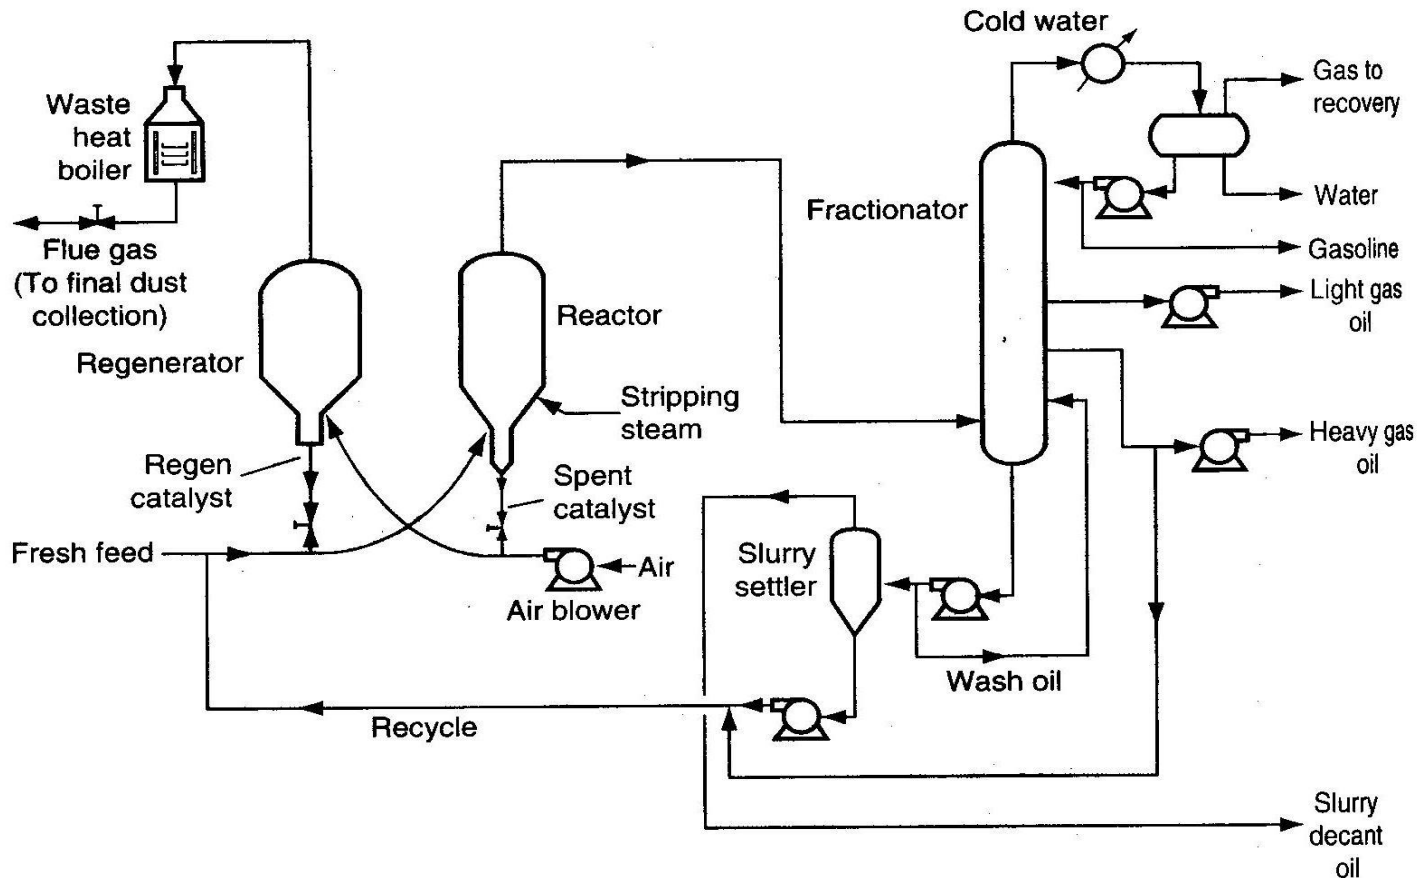 Cold water
Gas to
recovery
Waste
heat
boiler
Fractionator
Water
Flue gas
(To final dust
collection)
Gasoline
Light gas
oil
Reactor
Regenerator
Stripping
steam
Heavy gas
oil
Regen
catalyst
Spent
catalyst
Fresh feed
Air
Air blower
Slurry
settler
Wash oil
Recycle
Slurry
decant
oil